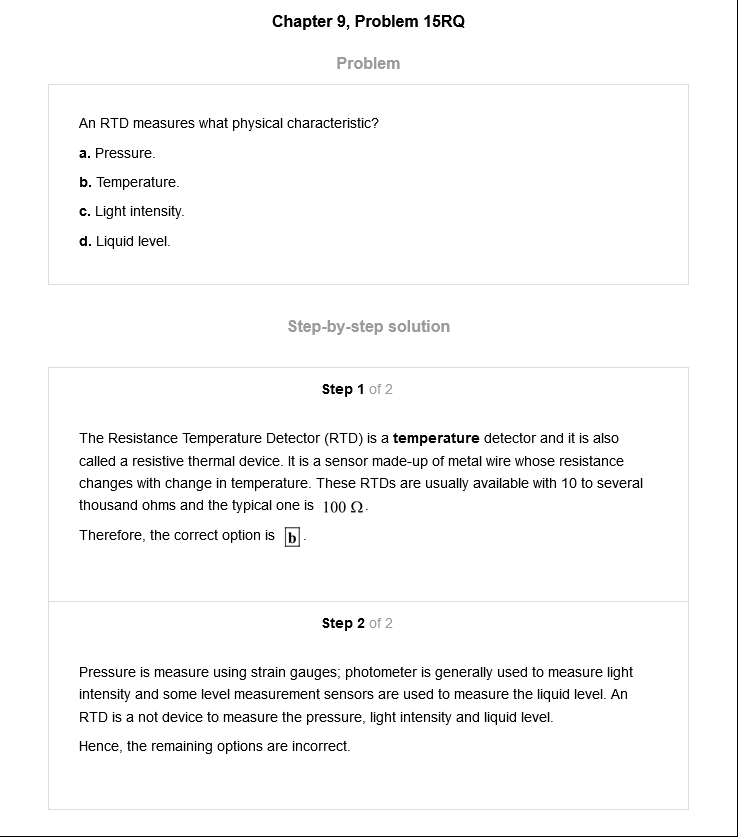 Chapter 9, Problem 15RQ
Problem
An RTD measures what physical characteristic?
a. Pressure.
b. Temperature.
c. Light intensity.
d. Liquid level.
Step-by-step solution
Step 1 of 2
The Resistance Temperature Detector (RTD) is a temperature detector and it is also
called a resistive thermal device. It is a sensor made-up of metal wire whose resistance
changes with change in temperature. These RTDs are usually available with 10 to several
thousand ohms and the typical one is 100 Ω.
Therefore, the correct option is b.
Step 2 of 2
Pressure is measure using strain gauges; photometer is generally used to measure light
intensity and some level measurement sensors are used to measure the liquid level. An
RTD is a not device to measure the pressure, light intensity and liquid level.
Hence, the remaining options are incorrect.